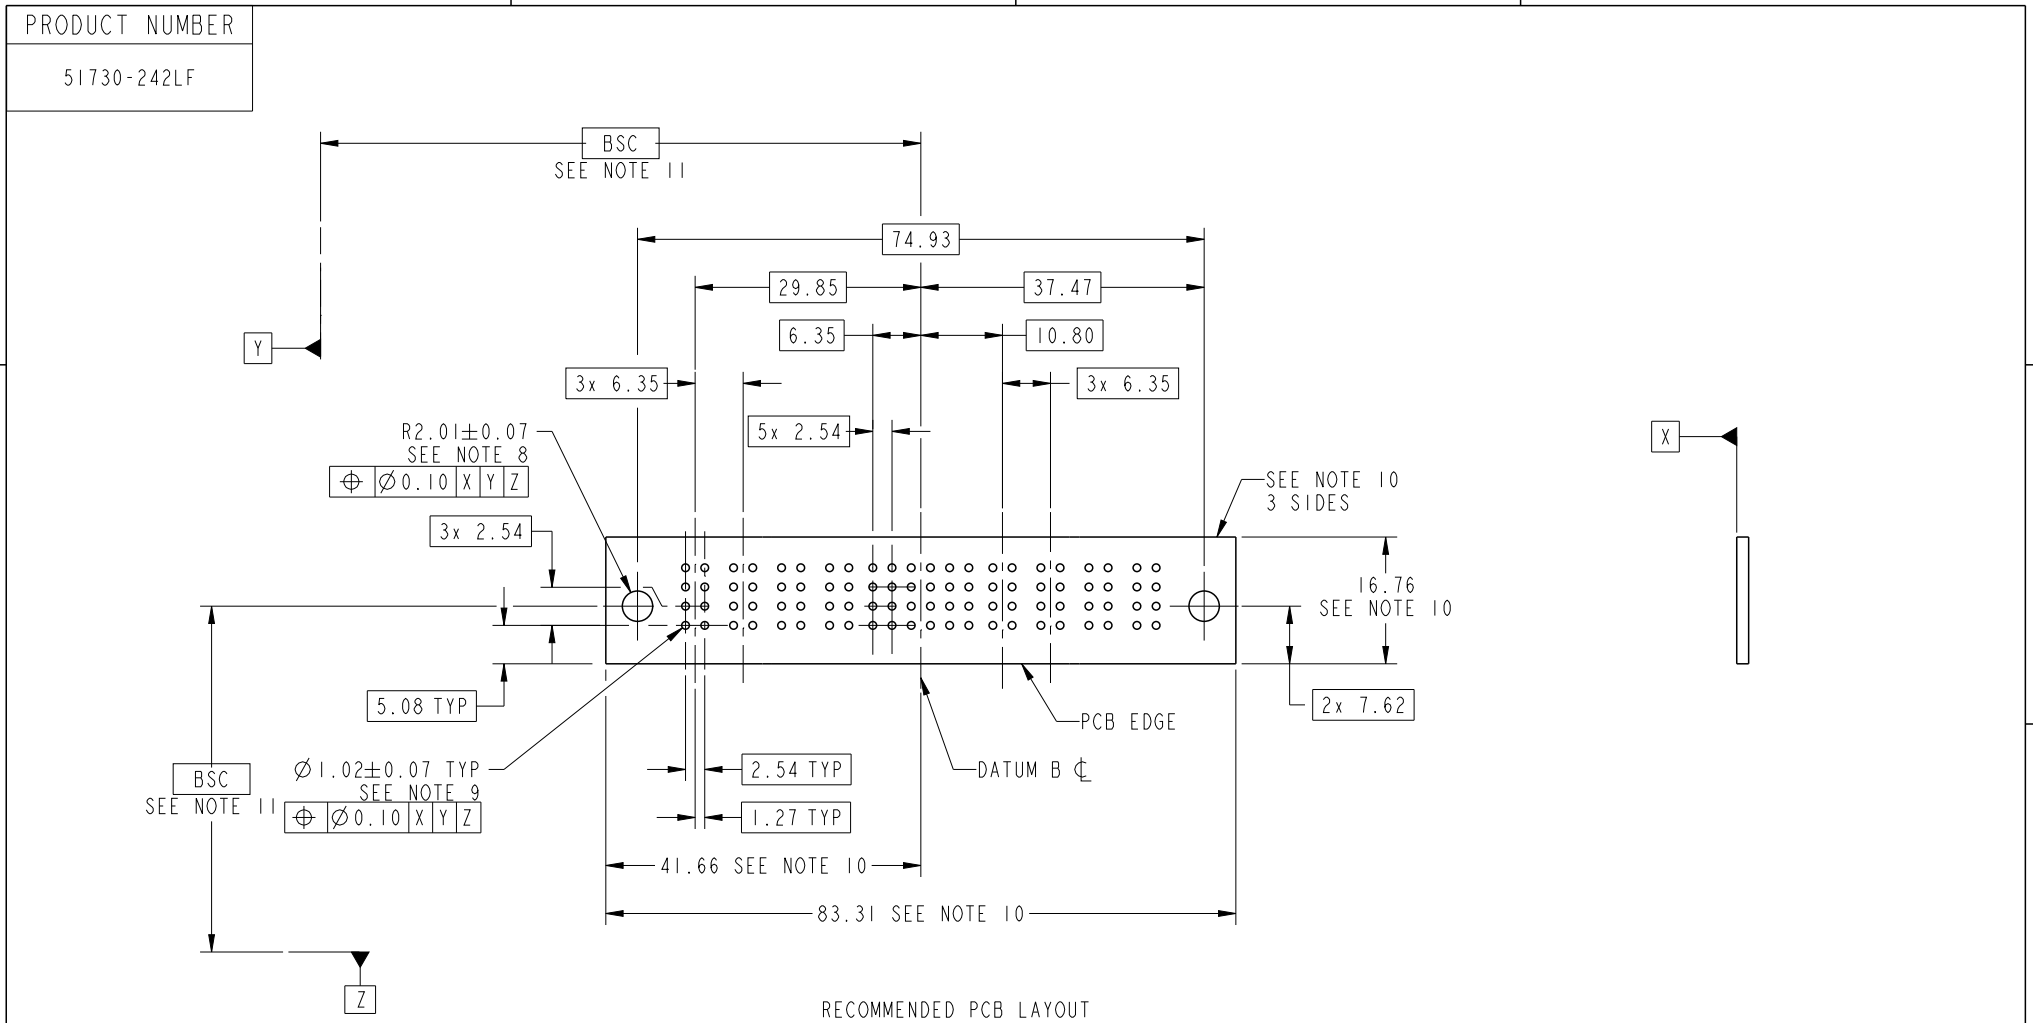 PRODUCT NUMBER
51730-242LF
BSC
SEE NOTE 11
74.93
29.85
37.47
6.35
10.80
Y
3x 6.35
3x 6.35
5x 2.54
R2.01±0.07
SEE NOTE 8
⌖ Ø0.10 X Y Z
X
SEE NOTE 10
3 SIDES
3x 2.54
16.76
SEE NOTE 10
5.08 TYP
2x 7.62
PCB EDGE
DATUM B ℄
Ø1.02±0.07 TYP
SEE NOTE 9
⌖ Ø0.10 X Y Z
2.54 TYP
BSC
SEE NOTE 11
1.27 TYP
41.66 SEE NOTE 10
83.31 SEE NOTE 10
Z
RECOMMENDED PCB LAYOUT